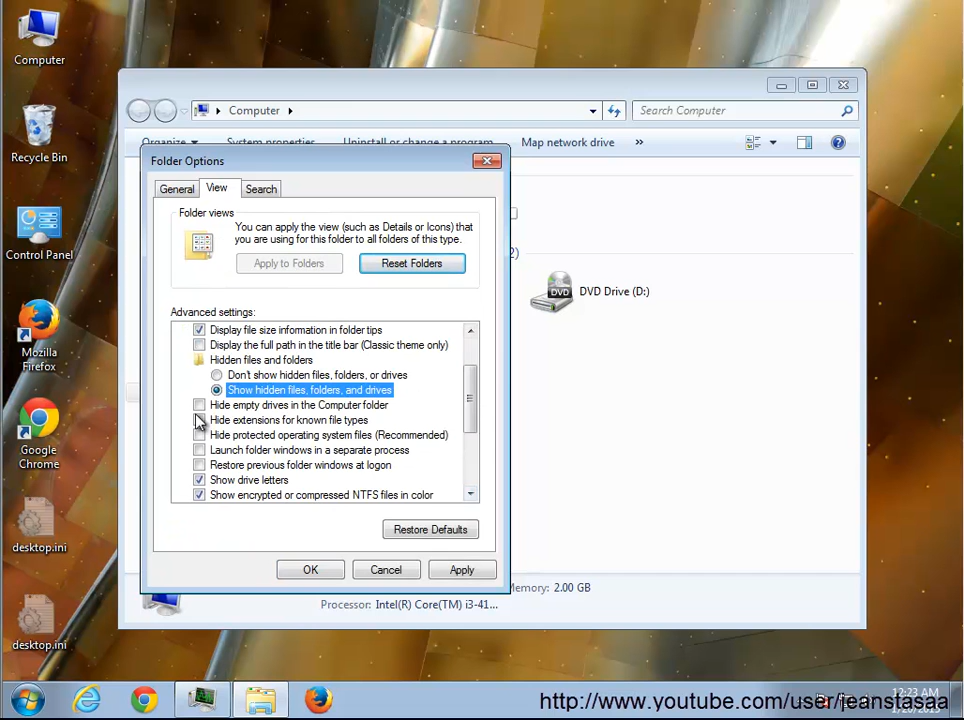 Computer
Recycle Bin
Control Panel
Mozilla
Firefox
Google
Chrome
desktop.ini
desktop.ini
Computer
Search Computer
Organize
System properties
Uninstall or change a program
Map network drive
»
Folder Options
General
View
Search
Folder views
You can apply the view (such as Details or Icons) that
you are using for this folder to all folders of this type.
Apply to Folders
Reset Folders
Advanced settings:
Display file size information in folder tips
Display the full path in the title bar (Classic theme only)
Hidden files and folders
Don't show hidden files, folders, or drives
Show hidden files, folders, and drives
Hide empty drives in the Computer folder
Hide extensions for known file types
Hide protected operating system files (Recommended)
Launch folder windows in a separate process
Restore previous folder windows at logon
Show drive letters
Show encrypted or compressed NTFS files in color
Restore Defaults
OK
Cancel
Apply
2)
DVD
DVD Drive (D:)
Memory: 2.00 GB
Processor: Intel(R) Core(TM) i3-41...
12:23 AM
http://www.youtube.com/user/jeanstasaa